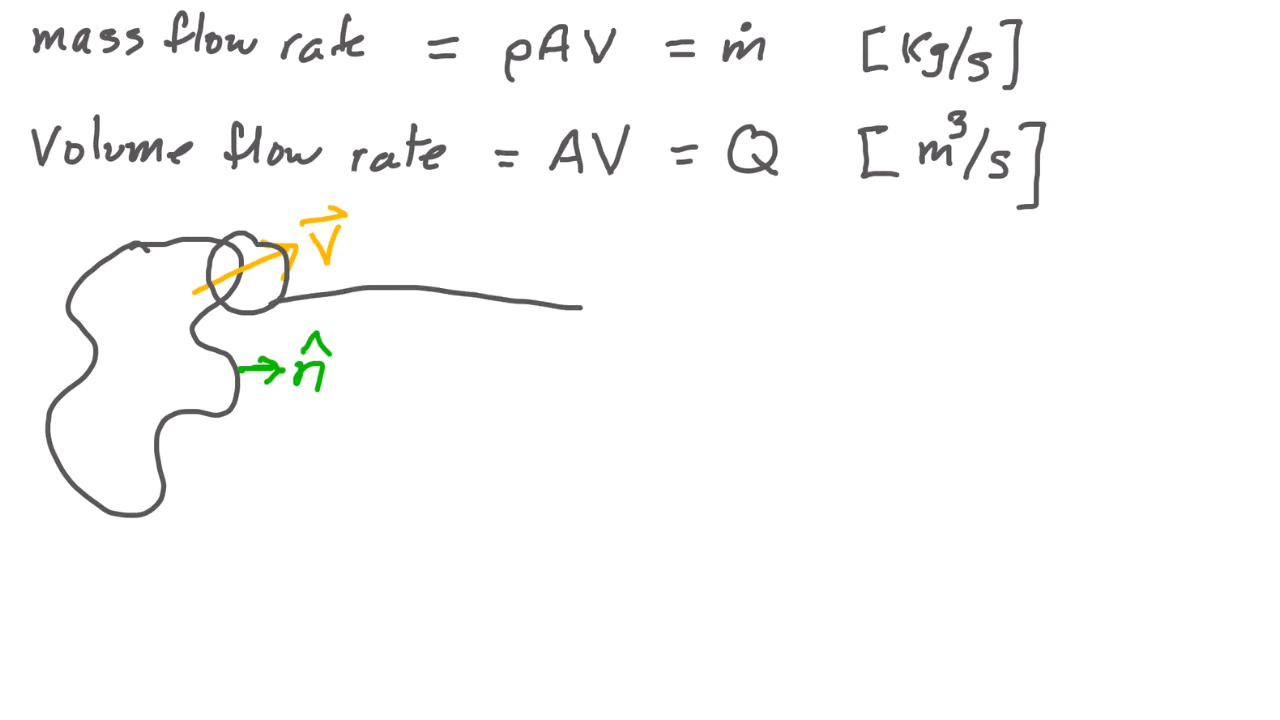 mass flow rate = ρAV = ṁ [Kg/s]
Volume flow rate = AV = Q [m³/s]
V⃗
n̂